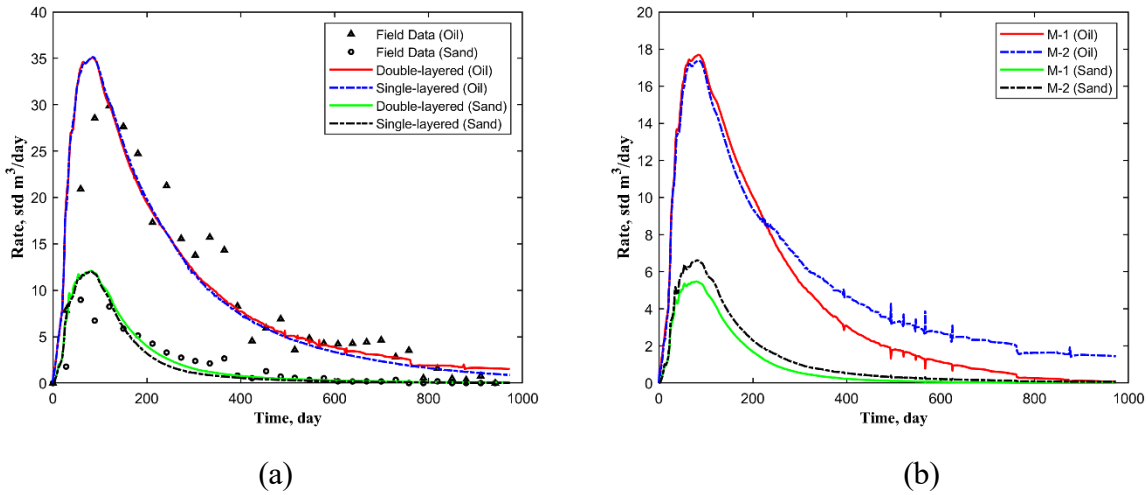 40
35
30
25
20
15
10
5
0
0
200
400
600
800
1000
Rate, std m³/day
Time, day
Field Data (Oil)
Field Data (Sand)
Double-layered (Oil)
Single-layered (Oil)
Double-layered (Sand)
Single-layered (Sand)
(a)
20
18
16
14
12
10
8
6
4
2
0
0
200
400
600
800
1000
Rate, std m³/day
Time, day
M-1 (Oil)
M-2 (Oil)
M-1 (Sand)
M-2 (Sand)
(b)